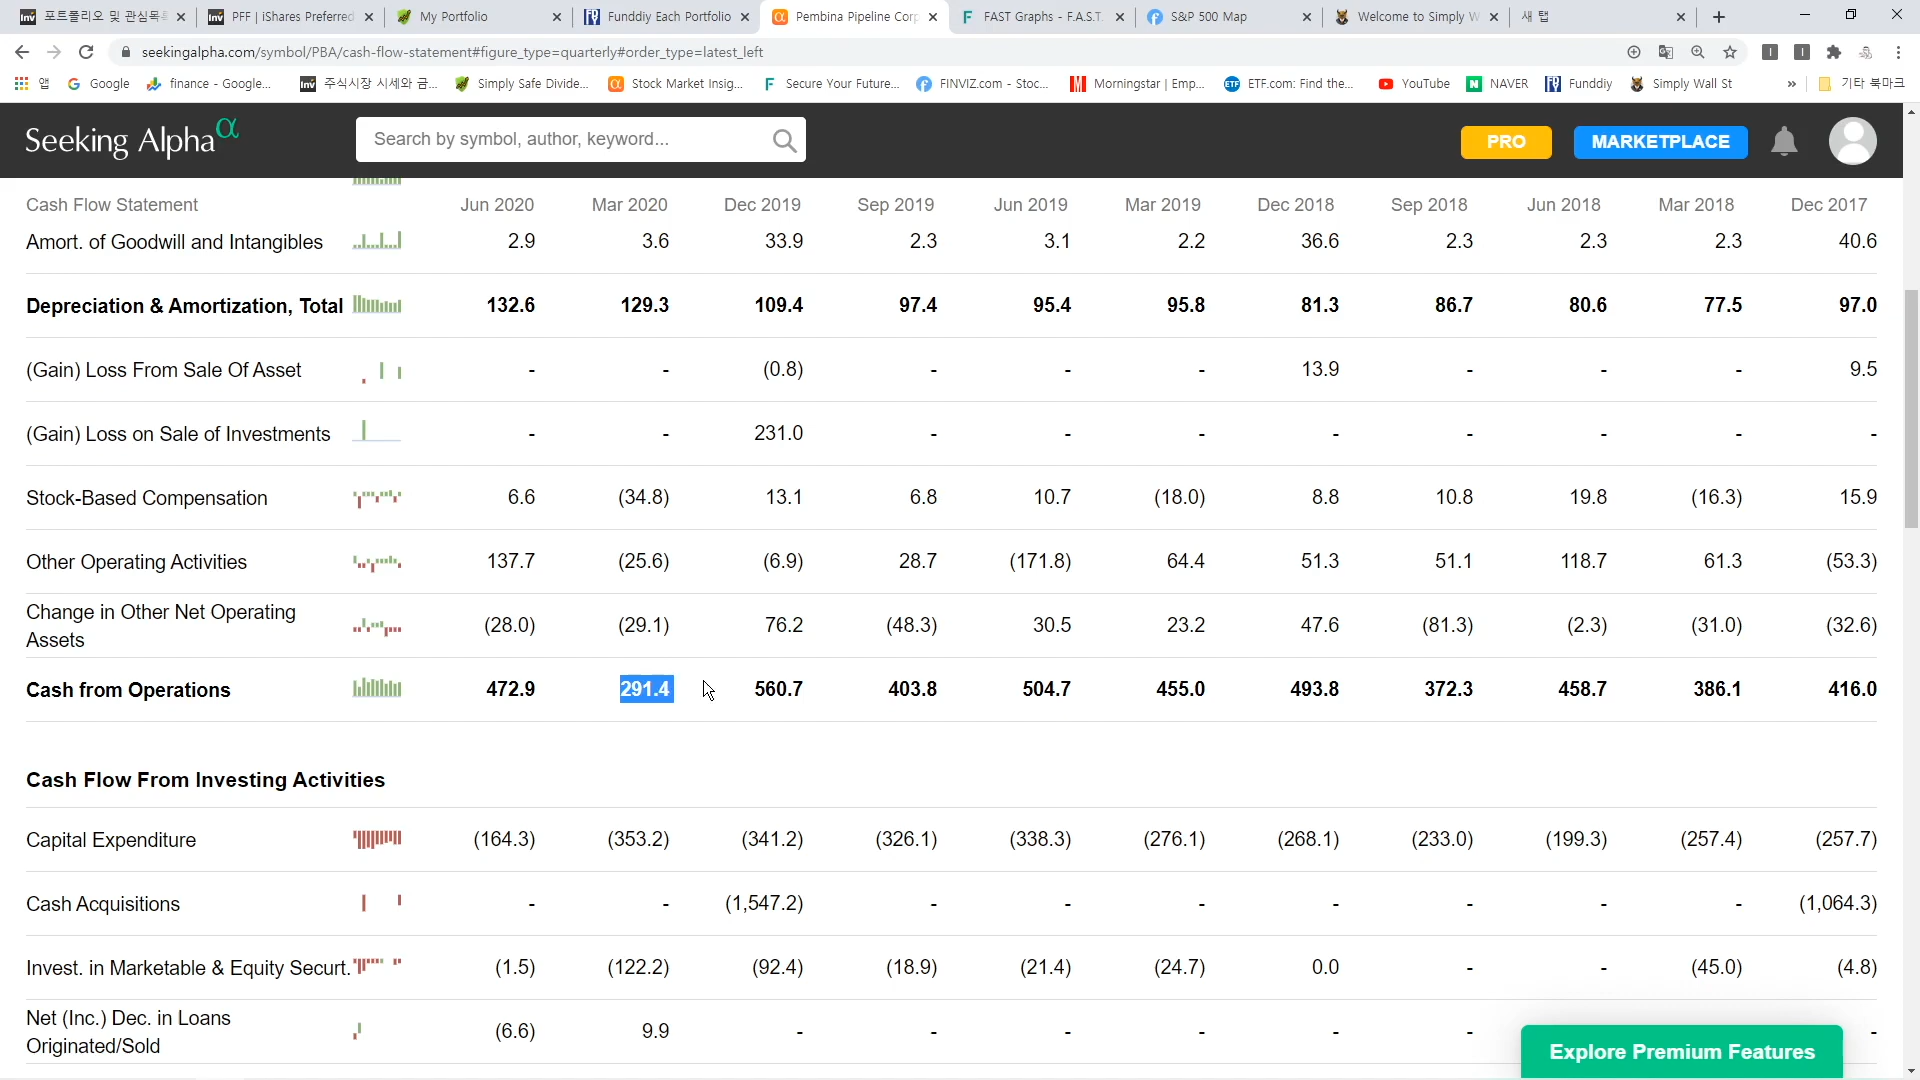 포트폴리오 및 관심목록
PFF | iShares Preferred
My Portfolio
Funddiy Each Portfolio
Pembina Pipeline Corp
FAST Graphs - F.A.S.T.
S&P 500 Map
Welcome to Simply W
새 탭
seekingalpha.com/symbol/PBA/cash-flow-statement#figure_type=quarterly#order_type=latest_left
앱 Google finance - Google... 주식시장 시세와 금... Simply Safe Divide... Stock Market Insig... Secure Your Future... FINVIZ.com - Stoc... Morningstar | Emp... ETF.com: Find the... YouTube NAVER Funddiy Simply Wall St » 기타 북마크
Seeking Alpha α
Search by symbol, author, keyword...
PRO
MARKETPLACE
Cash Flow Statement Jun 2020 Mar 2020 Dec 2019 Sep 2019 Jun 2019 Mar 2019 Dec 2018 Sep 2018 Jun 2018 Mar 2018 Dec 2017
Amort. of Goodwill and Intangibles 2.9 3.6 33.9 2.3 3.1 2.2 36.6 2.3 2.3 2.3 40.6
Depreciation & Amortization, Total 132.6 129.3 109.4 97.4 95.4 95.8 81.3 86.7 80.6 77.5 97.0
(Gain) Loss From Sale Of Asset - - (0.8) - - - 13.9 - - - 9.5
(Gain) Loss on Sale of Investments - - 231.0 - - - - - - - -
Stock-Based Compensation 6.6 (34.8) 13.1 6.8 10.7 (18.0) 8.8 10.8 19.8 (16.3) 15.9
Other Operating Activities 137.7 (25.6) (6.9) 28.7 (171.8) 64.4 51.3 51.1 118.7 61.3 (53.3)
Change in Other Net Operating
Assets (28.0) (29.1) 76.2 (48.3) 30.5 23.2 47.6 (81.3) (2.3) (31.0) (32.6)
Cash from Operations 472.9 291.4 560.7 403.8 504.7 455.0 493.8 372.3 458.7 386.1 416.0
Cash Flow From Investing Activities
Capital Expenditure (164.3) (353.2) (341.2) (326.1) (338.3) (276.1) (268.1) (233.0) (199.3) (257.4) (257.7)
Cash Acquisitions - - (1,547.2) - - - - - - - (1,064.3)
Invest. in Marketable & Equity Securt. (1.5) (122.2) (92.4) (18.9) (21.4) (24.7) 0.0 - - (45.0) (4.8)
Net (Inc.) Dec. in Loans
Originated/Sold (6.6) 9.9 - - - - - - -
Explore Premium Features